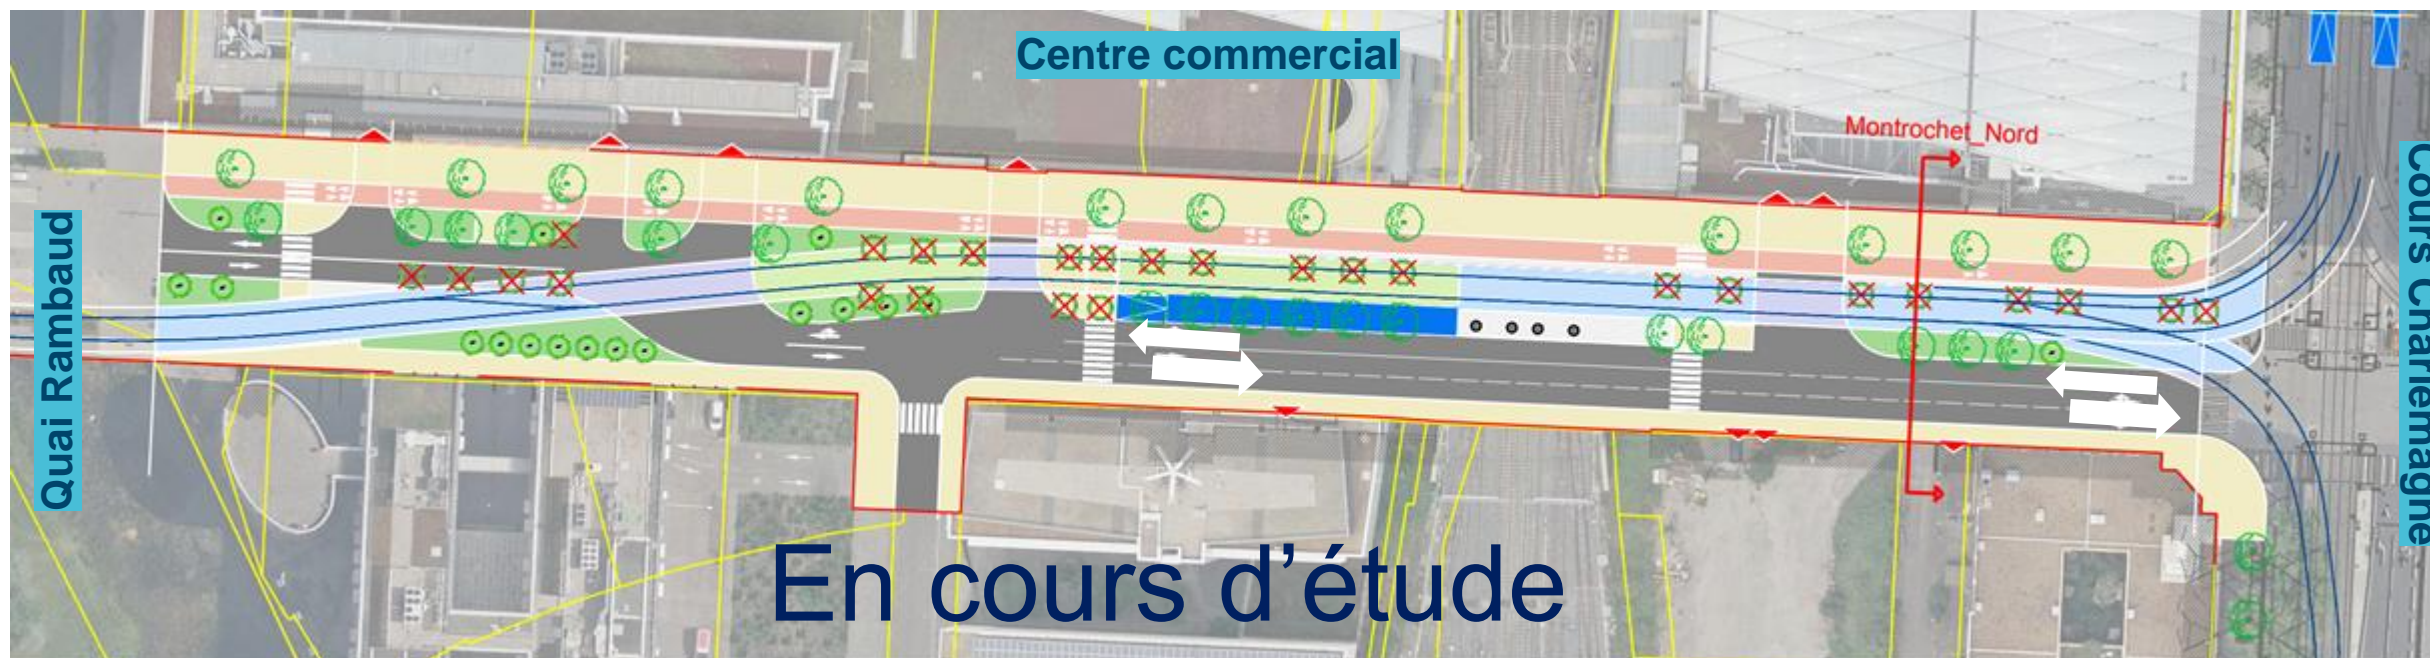 Centre commercial
Montrochet_Nord
Quai Rambaud
Cours Charlemagne
En cours d’étude